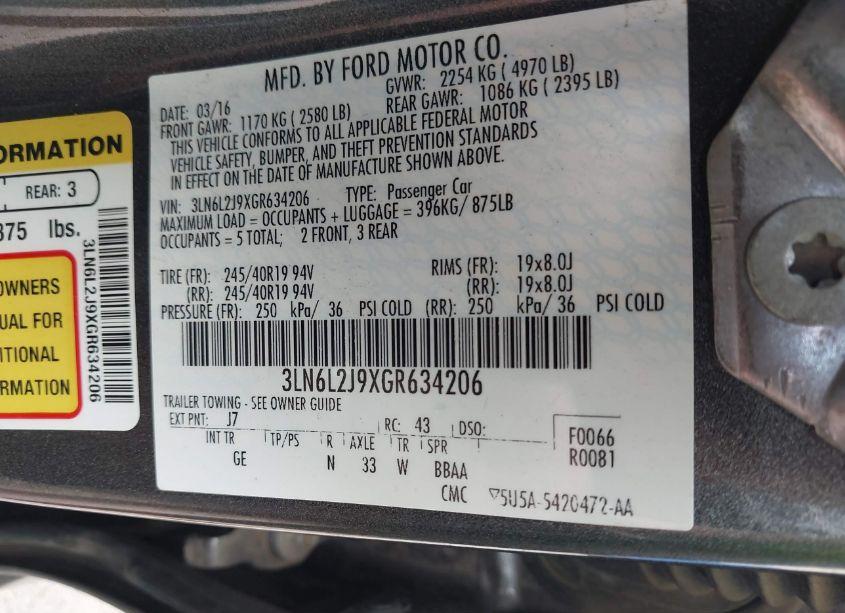 MFD. BY FORD MOTOR CO.
DATE: 03/16 GVWR: 2254 KG ( 4970 LB)
FRONT GAWR: 1170 KG ( 2580 LB) REAR GAWR: 1086 KG ( 2395 LB)
THIS VEHICLE CONFORMS TO ALL APPLICABLE FEDERAL MOTOR
VEHICLE SAFETY, BUMPER, AND THEFT PREVENTION STANDARDS
IN EFFECT ON THE DATE OF MANUFACTURE SHOWN ABOVE.
VIN: 3LN6L2J9XGR634206 TYPE: Passenger Car
MAXIMUM LOAD = OCCUPANTS + LUGGAGE = 396KG/ 875LB
OCCUPANTS = 5 TOTAL; 2 FRONT, 3 REAR
TIRE (FR): 245/40R19 94V RIMS (FR): 19x8.0J
(RR): 245/40R19 94V (RR): 19x8.0J
PRESSURE (FR): 250 kPa/ 36 PSI COLD (RR): 250 kPa/ 36 PSI COLD
3LN6L2J9XGR634206
TRAILER TOWING - SEE OWNER GUIDE
EXT PNT: J7 RC: 43 DSO:
INT TR TP/PS R AXLE TR SPR F0066
GE N 33 W BBAA R0081
CMC 5U5A-5420472-AA
ORMATION
REAR: 3
375 lbs.
OWNERS
UAL FOR
ITIONAL
ORMATION
3LN6L2J9XGR634206